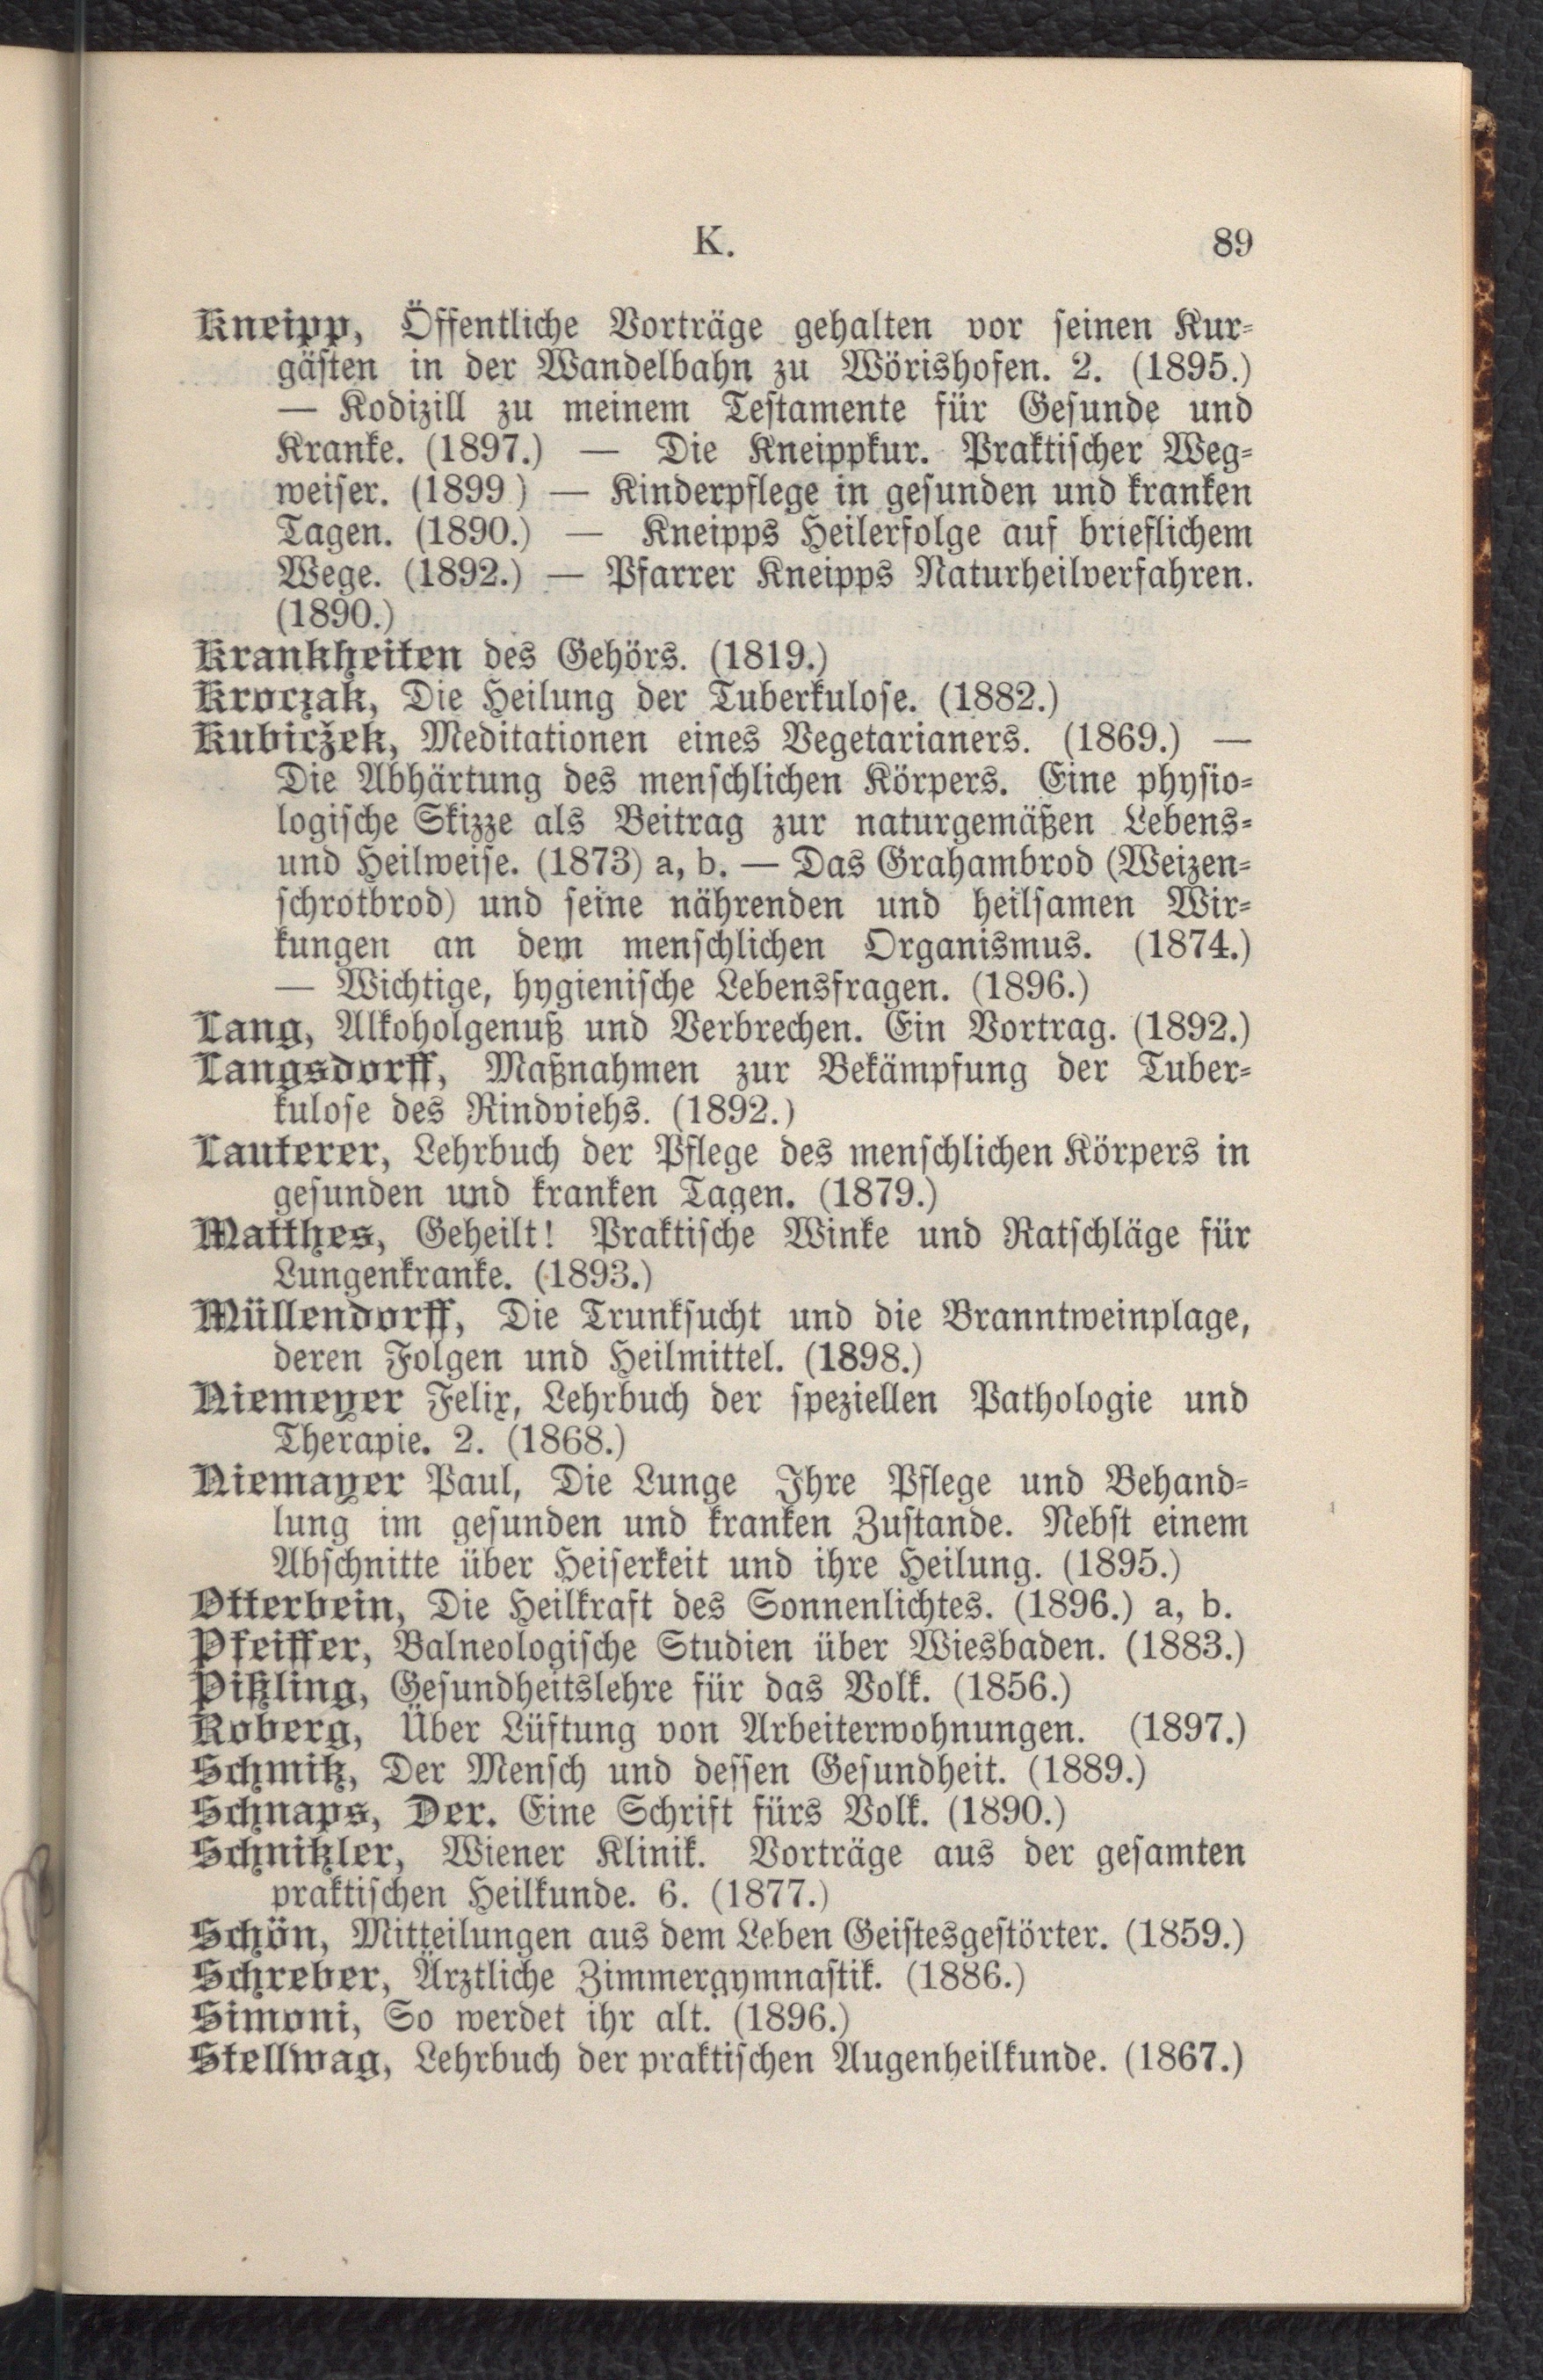 K. 89
Kneipp, Öffentliche Vorträge gehalten vor seinen Kur-
gästen in der Wandelbahn zu Wörishofen. 2. (1895.)
— Kodizill zu meinem Testamente für Gesunde und
Kranke. (1897.) — Die Kneippkur. Praktischer Weg-
weiser. (1899) — Kinderpflege in gesunden und kranken
Tagen. (1890.) — Kneipps Heilerfolge auf brieflichem
Wege. (1892.) — Pfarrer Kneipps Naturheilverfahren.
(1890.)
Krankheiten des Gehörs. (1819.)
Kroczak, Die Heilung der Tuberkulose. (1882.)
Kubicžek, Meditationen eines Vegetarianers. (1869.) —
Die Abhärtung des menschlichen Körpers. Eine physio-
logische Skizze als Beitrag zur naturgemäßen Lebens-
und Heilweise. (1873) a, b. — Das Grahambrod (Weizen-
schrotbrod) und seine nährenden und heilsamen Wir-
kungen an dem menschlichen Organismus. (1874.)
— Wichtige, hygienische Lebensfragen. (1896.)
Lang, Alkoholgenuß und Verbrechen. Ein Vortrag. (1892.)
Langsdorff, Maßnahmen zur Bekämpfung der Tuber-
kulose des Rindviehs. (1892.)
Lauterer, Lehrbuch der Pflege des menschlichen Körpers in
gesunden und kranken Tagen. (1879.)
Matthes, Geheilt! Praktische Winke und Ratschläge für
Lungenkranke. (1893.)
Müllendorff, Die Trunksucht und die Branntweinplage,
deren Folgen und Heilmittel. (1898.)
Niemeyer Felix, Lehrbuch der speziellen Pathologie und
Therapie. 2. (1868.)
Niemayer Paul, Die Lunge Ihre Pflege und Behand-
lung im gesunden und kranken Zustande. Nebst einem
Abschnitte über Heiserkeit und ihre Heilung. (1895.)
Otterbein, Die Heilkraft des Sonnenlichtes. (1896.) a, b.
Pfeiffer, Balneologische Studien über Wiesbaden. (1883.)
Pißling, Gesundheitslehre für das Volk. (1856.)
Roberg, Über Lüftung von Arbeiterwohnungen. (1897.)
Schmitz, Der Mensch und dessen Gesundheit. (1889.)
Schnaps, Der. Eine Schrift fürs Volk. (1890.)
Schnitzler, Wiener Klinik. Vorträge aus der gesamten
praktischen Heilkunde. 6. (1877.)
Schön, Mitteilungen aus dem Leben Geistesgestörter. (1859.)
Schreber, Ärztliche Zimmergymnastik. (1886.)
Simoni, So werdet ihr alt. (1896.)
Stellwag, Lehrbuch der praktischen Augenheilkunde. (1867.)